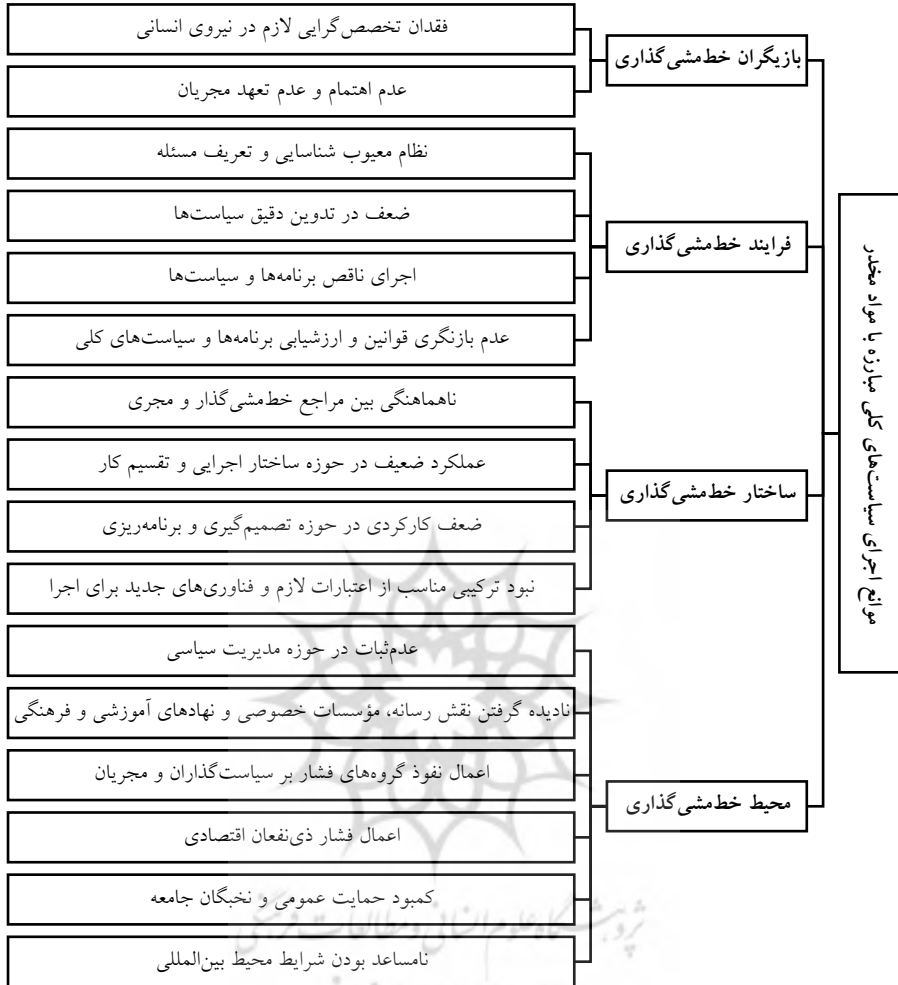 موانع اجرای سیاست‌های کلی مبارزه با مواد مخدر
بازیگران خط‌مشی‌گذاری
فقدان تخصص‌گرایی لازم در نیروی انسانی
عدم اهتمام و عدم تعهد مجریان
فرایند خط‌مشی‌گذاری
نظام معیوب شناسایی و تعریف مسئله
ضعف در تدوین دقیق سیاست‌ها
اجرای ناقص برنامه‌ها و سیاست‌ها
عدم بازنگری قوانین و ارزشیابی برنامه‌ها و سیاست‌های کلی
ساختار خط‌مشی‌گذاری
ناهماهنگی بین مراجع خط‌مشی‌گذار و مجری
عملکرد ضعیف در حوزه ساختار اجرایی و تقسیم کار
ضعف کارکردی در حوزه تصمیم‌گیری و برنامه‌ریزی
نبود ترکیبی مناسب از اعتبارات لازم و فناوری‌های جدید برای اجرا
محیط خط‌مشی‌گذاری
عدم‌ثبات در حوزه مدیریت سیاسی
نادیده گرفتن نقش رسانه، مؤسسات خصوصی و نهادهای آموزشی و فرهنگی
اعمال نفوذ گروه‌های فشار بر سیاست‌گذاران و مجریان
اعمال فشار ذی‌نفعان اقتصادی
کمبود حمایت عمومی و نخبگان جامعه
نامساعد بودن شرایط محیط بین‌المللی
پژوهشگاه علوم انسانی و مطالعات فرهنگی